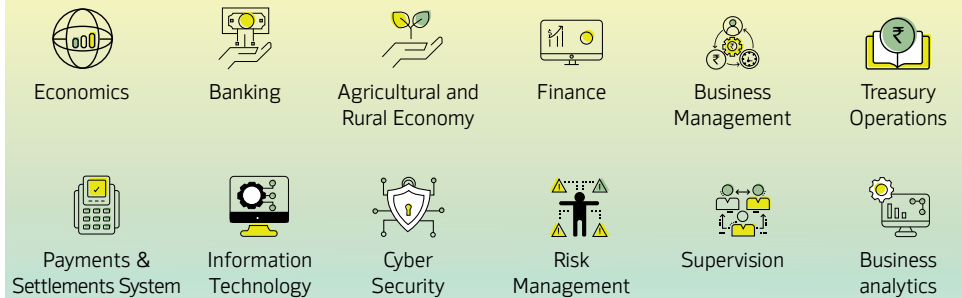 Economics
Banking
Agricultural and
Rural Economy
Finance
Business
Management
₹
₹
Treasury
Operations
Payments &
Settlements System
Information
Technology
Cyber
Security
Risk
Management
Supervision
Business
analytics